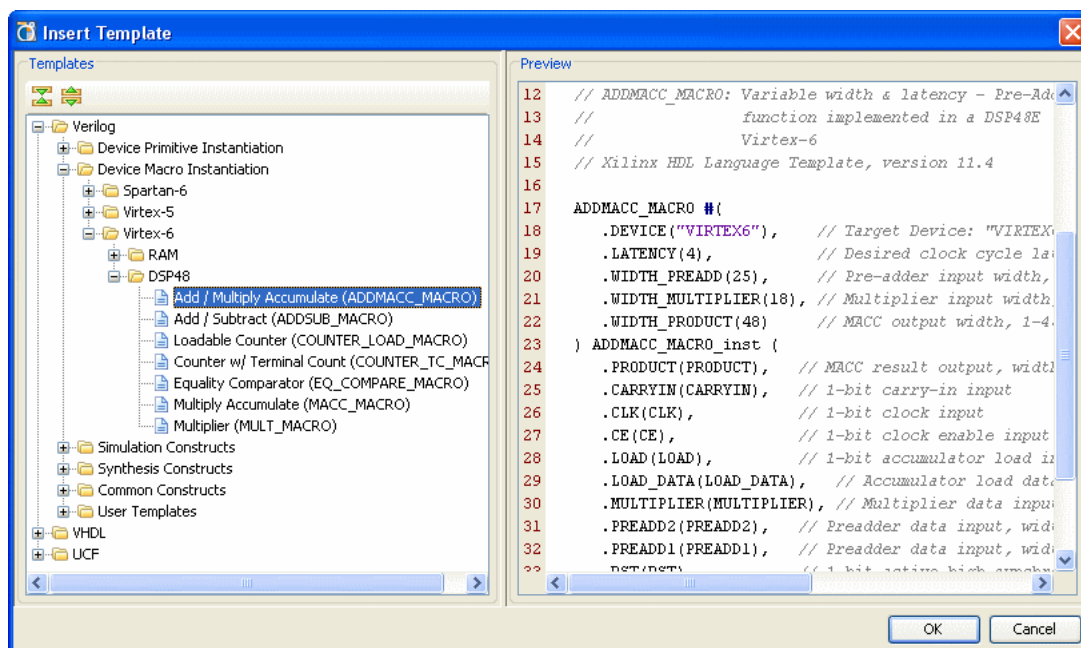 Insert Template
Templates
Verilog
Device Primitive Instantiation
Device Macro Instantiation
Spartan-6
Virtex-5
Virtex-6
RAM
DSP48
Add / Multiply Accumulate (ADDMACC_MACRO)
Add / Subtract (ADDSUB_MACRO)
Loadable Counter (COUNTER_LOAD_MACRO)
Counter w/ Terminal Count (COUNTER_TC_MACR
Equality Comparator (EQ_COMPARE_MACRO)
Multiply Accumulate (MACC_MACRO)
Multiplier (MULT_MACRO)
Simulation Constructs
Synthesis Constructs
Common Constructs
User Templates
VHDL
UCF
Preview
12 // ADDMACC_MACRO: Variable width & latency - Pre-Add
13 // function implemented in a DSP48E
14 // Virtex-6
15 // Xilinx HDL Language Template, version 11.4
16
17 ADDMACC_MACRO #(
18 .DEVICE("VIRTEX6"), // Target Device: "VIRTEX
19 .LATENCY(4), // Desired clock cycle la
20 .WIDTH_PREADD(25), // Pre-adder input width,
21 .WIDTH_MULTIPLIER(18), // Multiplier input width,
22 .WIDTH_PRODUCT(48) // MACC output width, 1-4
23 ) ADDMACC_MACRO_inst (
24 .PRODUCT(PRODUCT), // MACC result output, widt
25 .CARRYIN(CARRYIN), // 1-bit carry-in input
26 .CLK(CLK), // 1-bit clock input
27 .CE(CE), // 1-bit clock enable input
28 .LOAD(LOAD), // 1-bit accumulator load in
29 .LOAD_DATA(LOAD_DATA), // Accumulator load data
30 .MULTIPLIER(MULTIPLIER), // Multiplier data inpu
31 .PREADD2(PREADD2), // Preadder data input, wid
32 .PREADD1(PREADD1), // Preadder data input, wid
33 .RST(RST) // 1-bit active high synchr
OK
Cancel